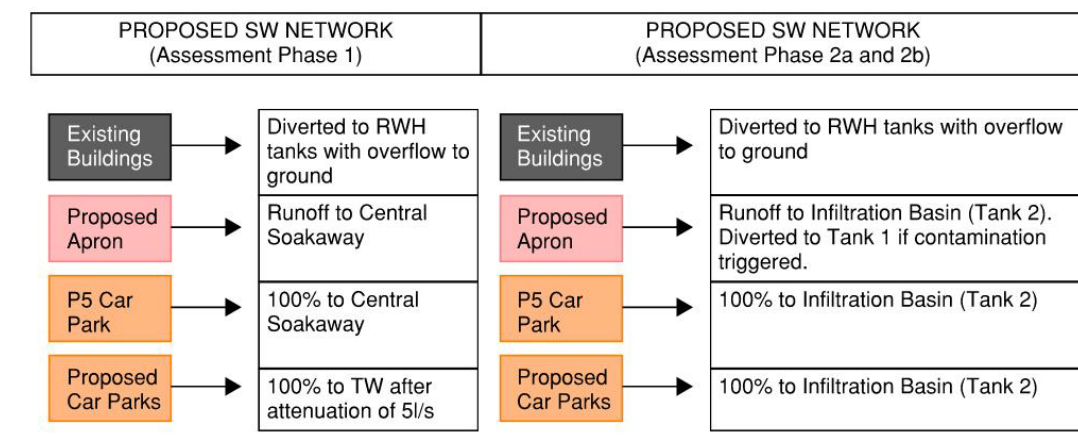 PROPOSED SW NETWORK
(Assessment Phase 1)
PROPOSED SW NETWORK
(Assessment Phase 2a and 2b)
Existing
Buildings
Diverted to RWH
tanks with overflow to
ground
Existing
Buildings
Diverted to RWH tanks with overflow
to ground
Proposed
Apron
Runoff to Central
Soakaway
Proposed
Apron
Runoff to Infiltration Basin (Tank 2).
Diverted to Tank 1 if contamination
triggered.
P5 Car
Park
100% to Central
Soakaway
P5 Car
Park
100% to Infiltration Basin (Tank 2)
Proposed
Car Parks
100% to TW after
attenuation of 5l/s
Proposed
Car Parks
100% to Infiltration Basin (Tank 2)